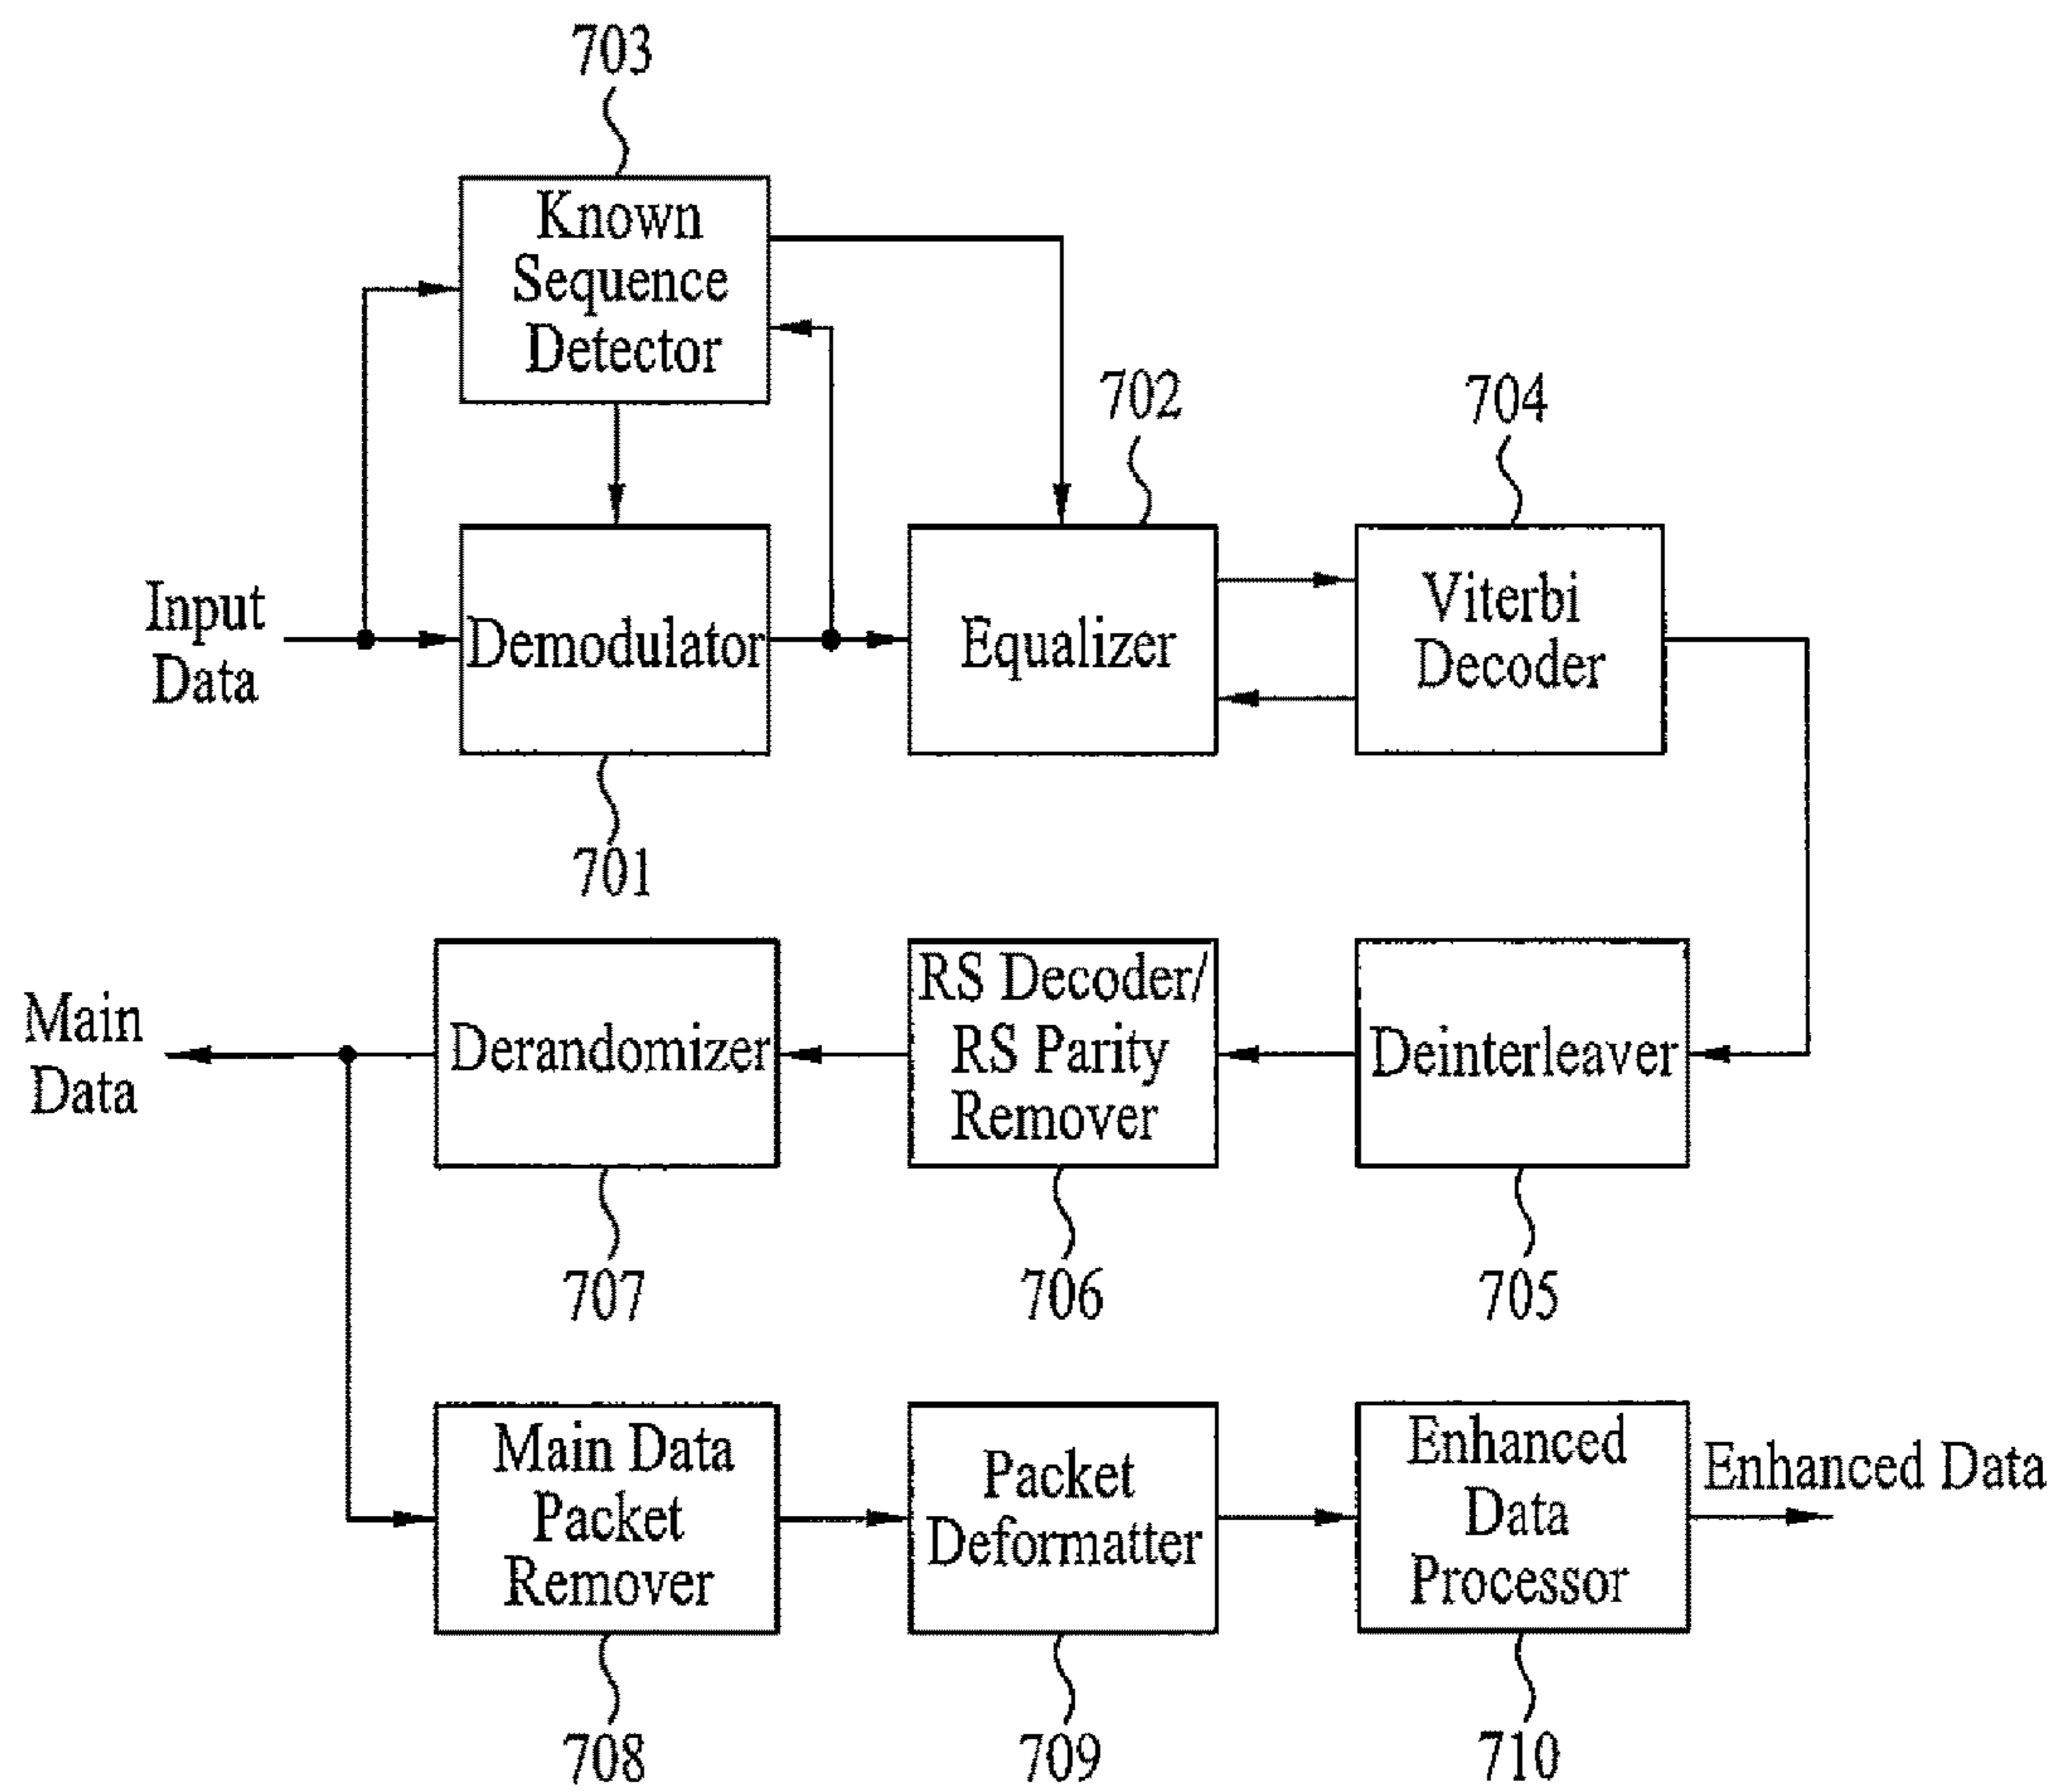 703
Known
Sequence
Detector
702
704
Input
Data
Demodulator
Equalizer
Viterbi
Decoder
701
Main
Data
Derandomizer
RS Decoder/
RS Parity
Remover
Deinterleaver
707
706
705
Main Data
Packet
Remover
Packet
Deformatter
Enhanced
Data
Processor
Enhanced Data
708
709
710